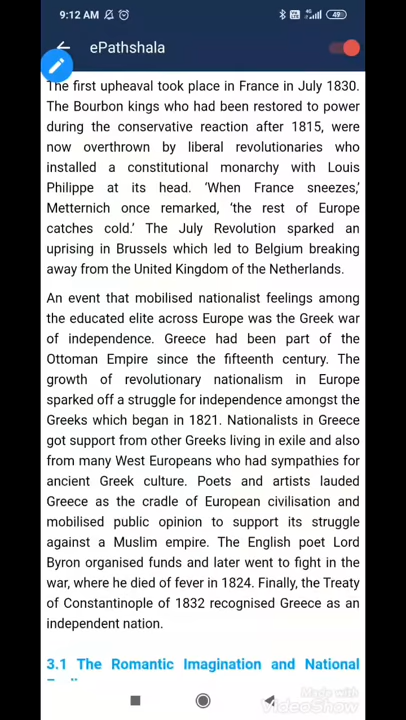 9:12 AM
49
ePathshala
The first upheaval took place in France in July 1830.
The Bourbon kings who had been restored to power
during the conservative reaction after 1815, were
now overthrown by liberal revolutionaries who
installed a constitutional monarchy with Louis
Philippe at its head. ‘When France sneezes,’
Metternich once remarked, ‘the rest of Europe
catches cold.’ The July Revolution sparked an
uprising in Brussels which led to Belgium breaking
away from the United Kingdom of the Netherlands.
An event that mobilised nationalist feelings among
the educated elite across Europe was the Greek war
of independence. Greece had been part of the
Ottoman Empire since the fifteenth century. The
growth of revolutionary nationalism in Europe
sparked off a struggle for independence amongst the
Greeks which began in 1821. Nationalists in Greece
got support from other Greeks living in exile and also
from many West Europeans who had sympathies for
ancient Greek culture. Poets and artists lauded
Greece as the cradle of European civilisation and
mobilised public opinion to support its struggle
against a Muslim empire. The English poet Lord
Byron organised funds and later went to fight in the
war, where he died of fever in 1824. Finally, the Treaty
of Constantinople of 1832 recognised Greece as an
independent nation.
3.1 The Romantic Imagination and National
Made with
VideoShow